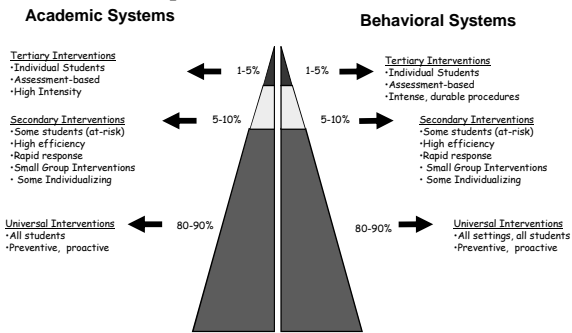 Academic Systems
Tertiary Interventions
•Individual Students
•Assessment-based
•High Intensity
1-5%
Secondary Interventions
•Some students (at-risk)
•High efficiency
•Rapid response
• Small Group Interventions
• Some Individualizing
5-10%
Universal Interventions
•All students
•Preventive, proactive
80-90%
Behavioral Systems
1-5%
Tertiary Interventions
•Individual Students
•Assessment-based
•Intense, durable procedures
5-10%
Secondary Interventions
•Some students (at-risk)
•High efficiency
•Rapid response
• Small Group Interventions
• Some Individualizing
80-90%
Universal Interventions
•All settings, all students
•Preventive, proactive